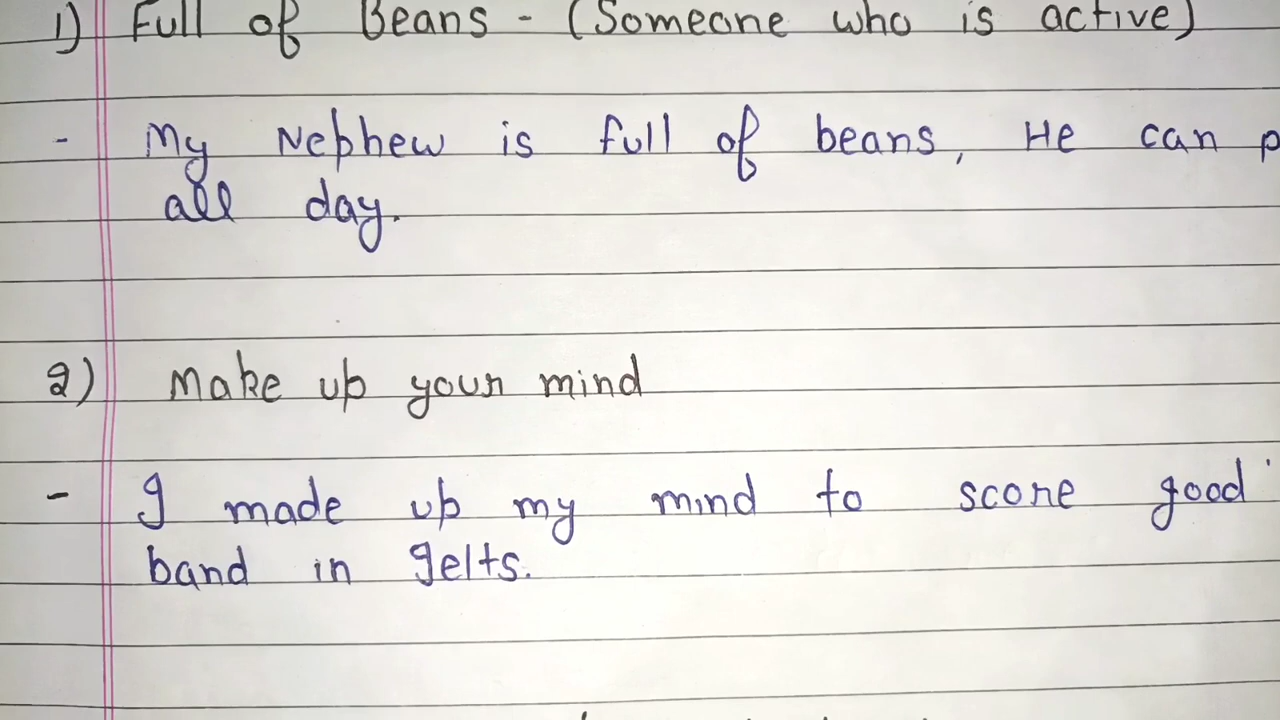 1) Full of Beans - (Someone who is active)
- My Nephew is full of beans, He can
all day.
2) Make up your mind
- I made up my mind to score good
band in Ielts.